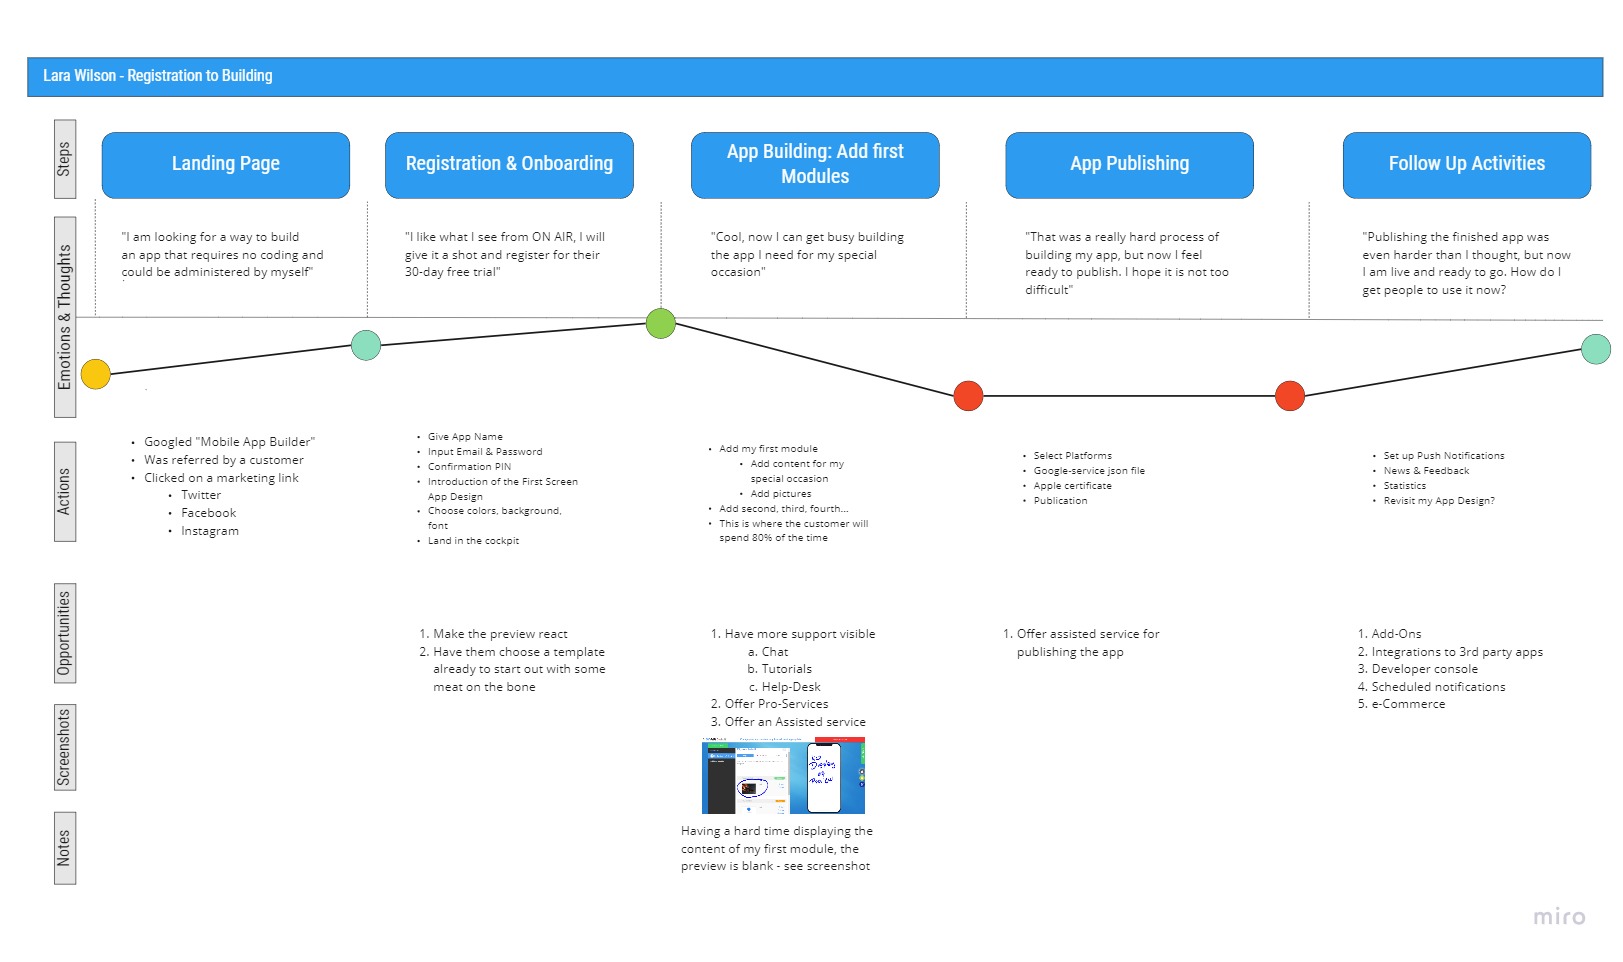 Lara Wilson - Registration to Building
Steps
Landing Page
Registration & Onboarding
App Building: Add first
Modules
App Publishing
Follow Up Activities
Emotions & Thoughts
"I am looking for a way to build
an app that requires no coding and
could be administered by myself"
"I like what I see from ON AIR, I will
give it a shot and register for their
30-day free trial"
"Cool, now I can get busy building
the app I need for my special
occasion"
"That was a really hard process of
building my app, but now I feel
ready to publish. I hope it is not too
difficult"
"Publishing the finished app was
even harder than I thought, but now
I am live and ready to go. How do I
get people to use it now?
Actions
• Googled "Mobile App Builder"
• Was referred by a customer
• Clicked on a marketing link
• Twitter
• Facebook
• Instagram
• Give App Name
• Input Email & Password
• Confirmation PIN
• Introduction of the First Screen
App Design
• Choose colors, background,
font
• Land in the cockpit
• Add my first module
• Add content for my
special occasion
• Add pictures
• Add second, third, fourth...
• This is where the customer will
spend 80% of the time
• Select Platforms
• Google-service json file
• Apple certificate
• Publication
• Set up Push Notifications
• News & Feedback
• Statistics
• Revisit my App Design?
Opportunities
1. Make the preview react
2. Have them choose a template
already to start out with some
meat on the bone
1. Have more support visible
a. Chat
b. Tutorials
c. Help-Desk
2. Offer Pro-Services
3. Offer an Assisted service
1. Offer assisted service for
publishing the app
1. Add-Ons
2. Integrations to 3rd party apps
3. Developer console
4. Scheduled notifications
5. e-Commerce
Screenshots
Display
Notes
Having a hard time displaying the
content of my first module, the
preview is blank - see screenshot
miro